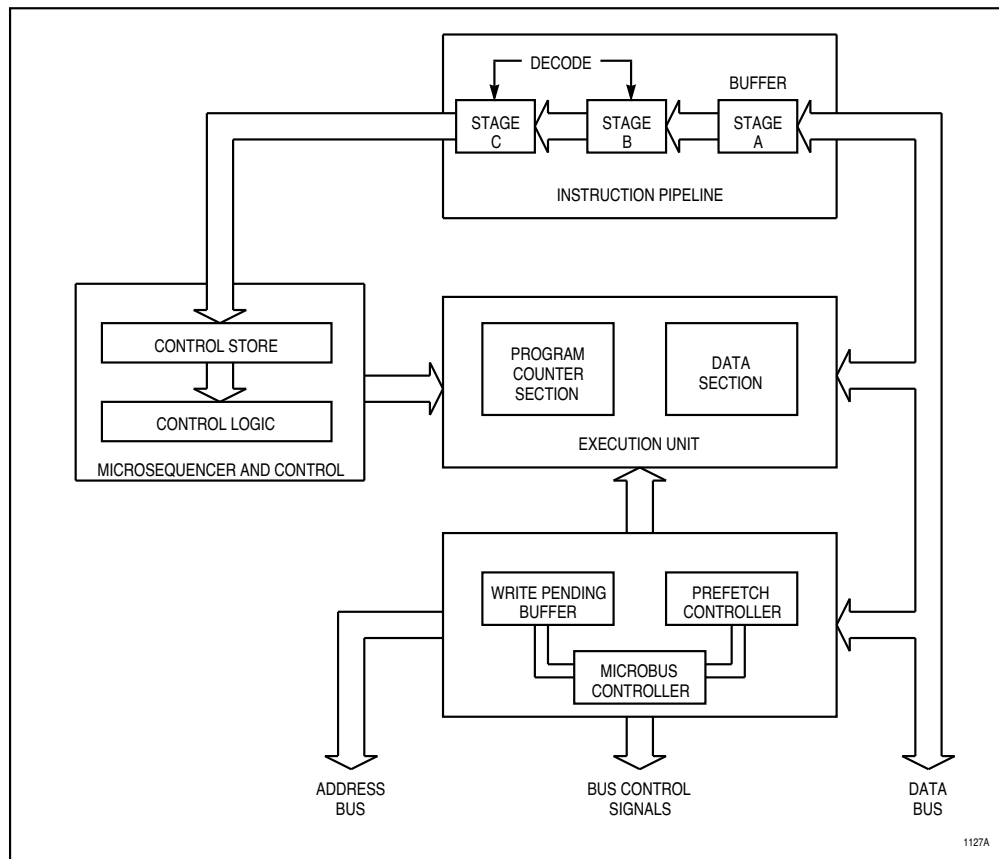 DECODE
BUFFER
STAGE
C
STAGE
B
STAGE
A
INSTRUCTION PIPELINE
CONTROL STORE
CONTROL LOGIC
MICROSEQUENCER AND CONTROL
PROGRAM
COUNTER
SECTION
DATA
SECTION
EXECUTION UNIT
WRITE PENDING
BUFFER
PREFETCH
CONTROLLER
MICROBUS
CONTROLLER
ADDRESS
BUS
BUS CONTROL
SIGNALS
DATA
BUS
1127A